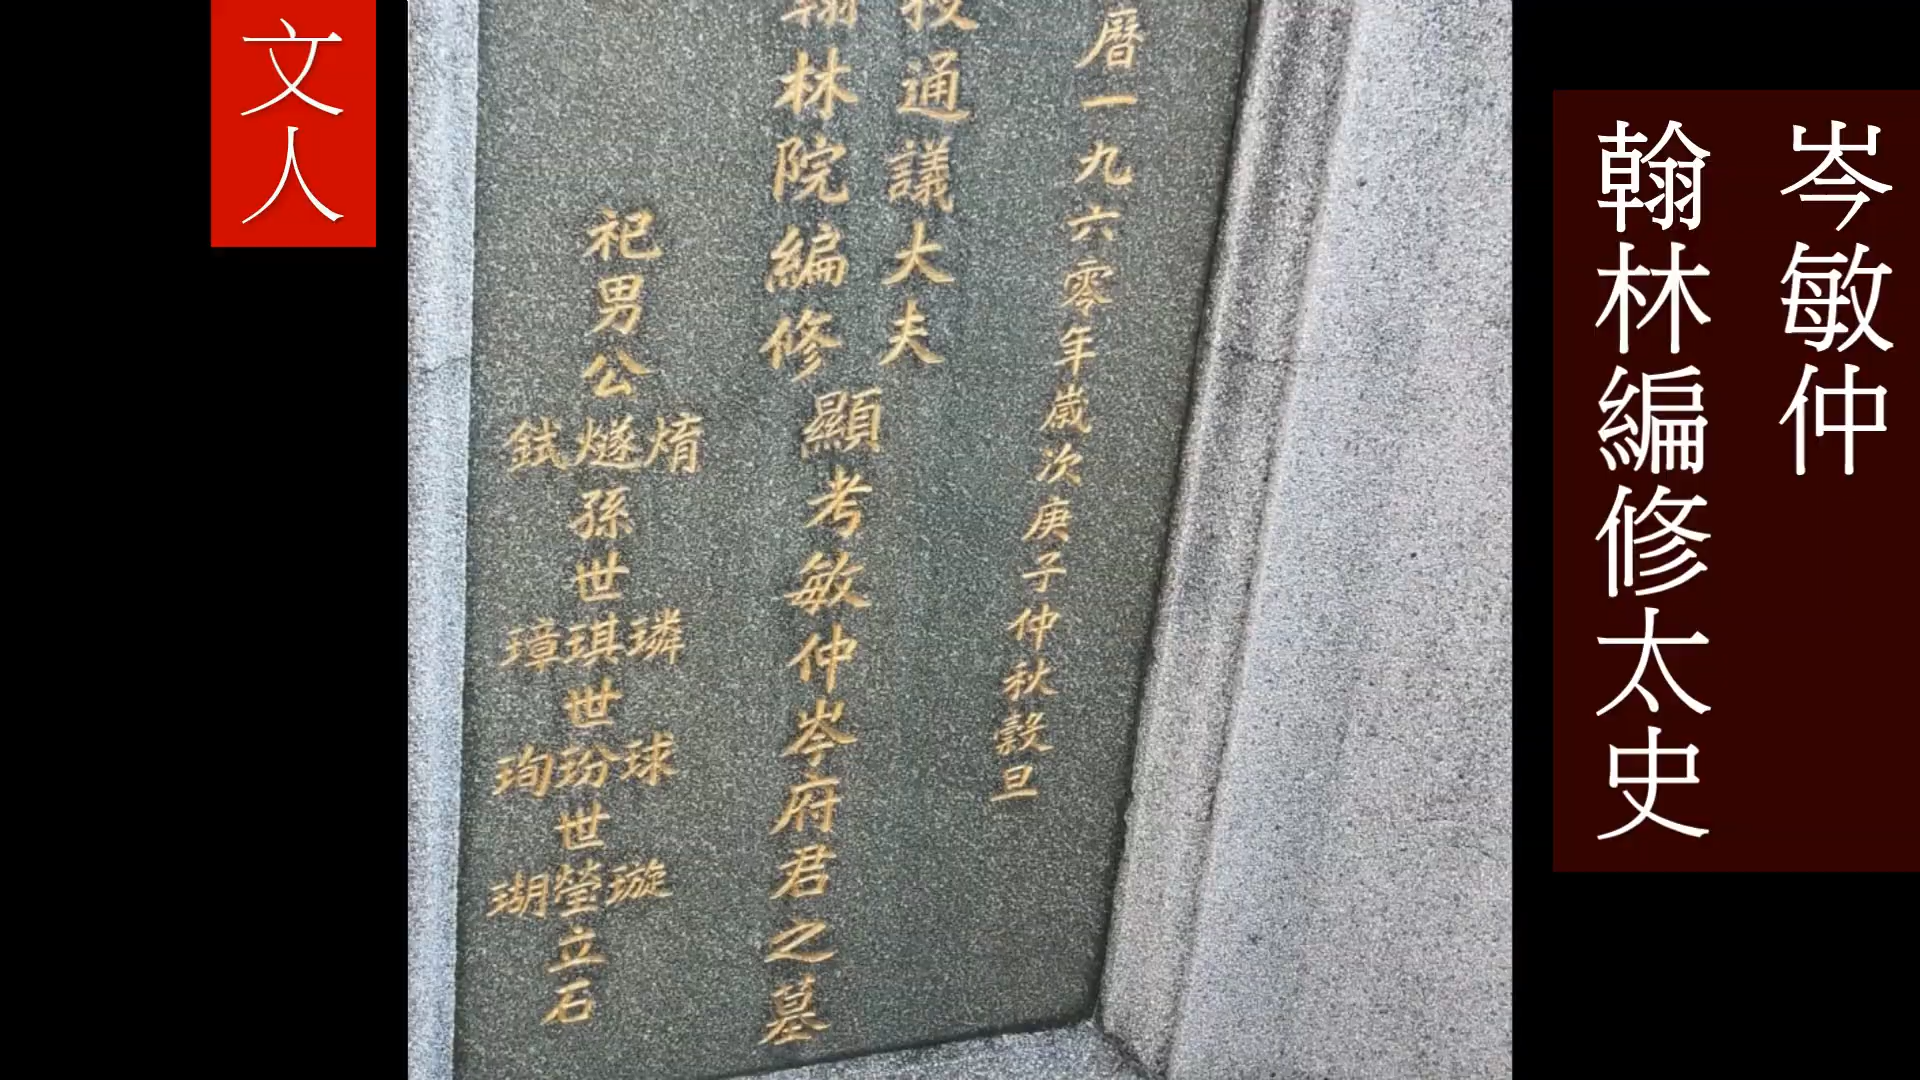 文人
岑敏仲
翰林編修太史
曆一九六零年歲次庚子仲秋穀旦
授通議大夫
翰林院編修
顯考敏仲岑府君之墓
祀男公
煃燧鉽
孫世
璘琪璋
世
球玢珣
世
璇瑩瑚
立石